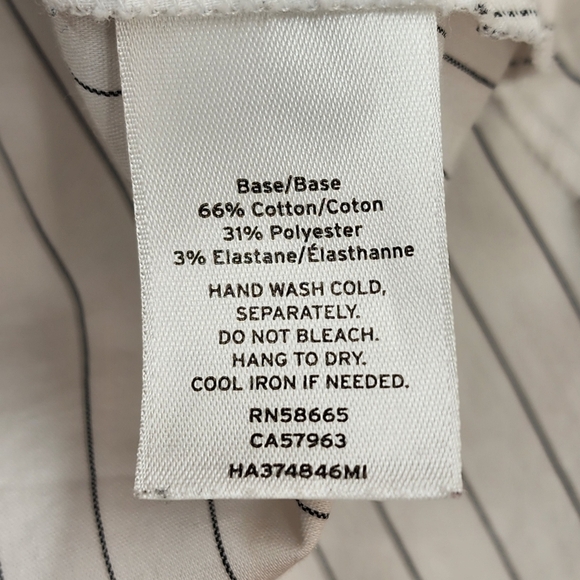 Base/Base
66% Cotton/Coton
31% Polyester
3% Elastane/Élasthanne
HAND WASH COLD,
SEPARATELY.
DO NOT BLEACH.
HANG TO DRY.
COOL IRON IF NEEDED.
RN58665
CA57963
HA374846MI